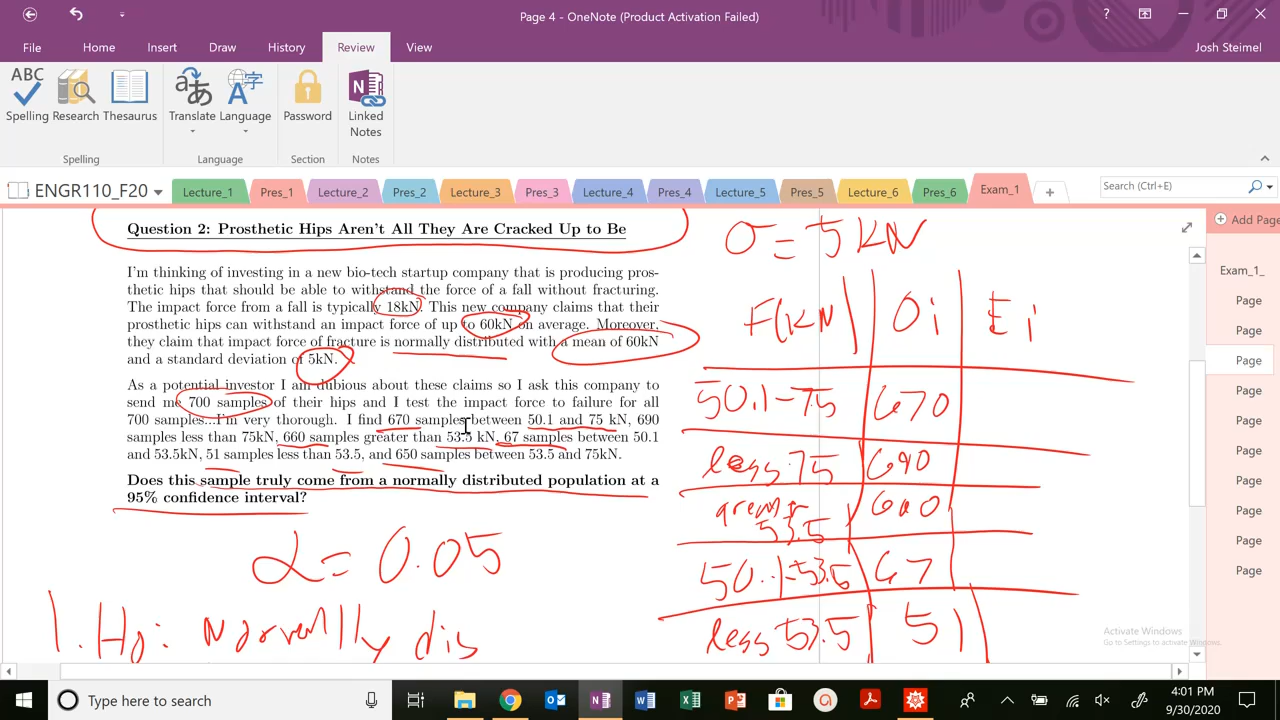 Page 4 - OneNote (Product Activation Failed)
File Home Insert Draw History Review View Josh Steimel
ABC
Spelling Research Thesaurus Translate Language Password Linked Notes
Spelling Language Section Notes
ENGR110_F20 Lecture_1 Pres_1 Lecture_2 Pres_2 Lecture_3 Pres_3 Lecture_4 Pres_4 Lecture_5 Pres_5 Lecture_6 Pres_6 Exam_1 Search (Ctrl+E)
Add Page
Exam_1_
Page
Page
Page
Page
Page
Page
Page
Page
Page
Page
Question 2: Prosthetic Hips Aren't All They Are Cracked Up to Be
I'm thinking of investing in a new bio-tech startup company that is producing pros-
thetic hips that should be able to withstand the force of a fall without fracturing.
The impact force from a fall is typically 18kN. This new company claims that their
prosthetic hips can withstand an impact force of up to 60kN on average. Moreover,
they claim that impact force of fracture is normally distributed with a mean of 60kN
and a standard deviation of 5kN.
As a potential investor I am dubious about these claims so I ask this company to
send me 700 samples of their hips and I test the impact force to failure for all
700 samples...I'm very thorough. I find 670 samples between 50.1 and 75 kN, 690
samples less than 75kN, 660 samples greater than 53.5 kN, 67 samples between 50.1
and 53.5kN, 51 samples less than 53.5, and 650 samples between 53.5 and 75kN.
Does this sample truly come from a normally distributed population at a
95% confidence interval?
α = 0.05
1. Ho: Normally dis
σ = 5 kN
F(kN) Oi Ei
50.1-75 670
less 75 690
greater 53.5 660
50.1-53.5 67
less 53.5 51
Activate Windows
Go to Settings to activate Windows.
Type here to search
4:01 PM
9/30/2020